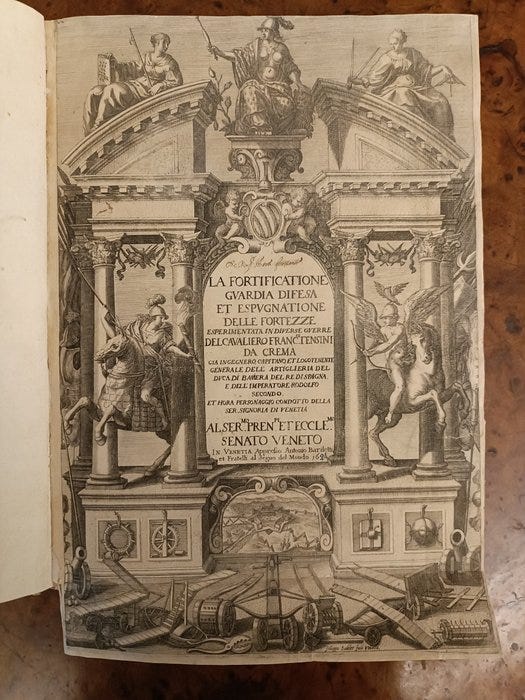 LA FORTIFICATIONE
GVARDIA DIFESA
ET ESPVGNATIONE
DELLE FORTEZZE
ESPERIMENTATA IN DIVERSE GVERRE
DEL CAVALIERO FRANC.º TENSINI
DA CREMA
GIA INGEGNERO, CAPITANO, ET LOGOTENENTE
GENERALE DELL' ARTIGLIERIA DEL
DVCA DI BAVIERA DEL RE DI SPAGNA,
E DELL' IMPERATORE RODOLFO
SECONDO.
ET HORA PERSONAGGIO CONDOTTO DELLA
SER. SIGNORIA DI VENETIA
AL SER.MO PREN.PE ET ECCLE.MO
SENATO VENETO
IN VENETIA Appresso Antonio Bariletti
et Fratelli al Segno del Mondo